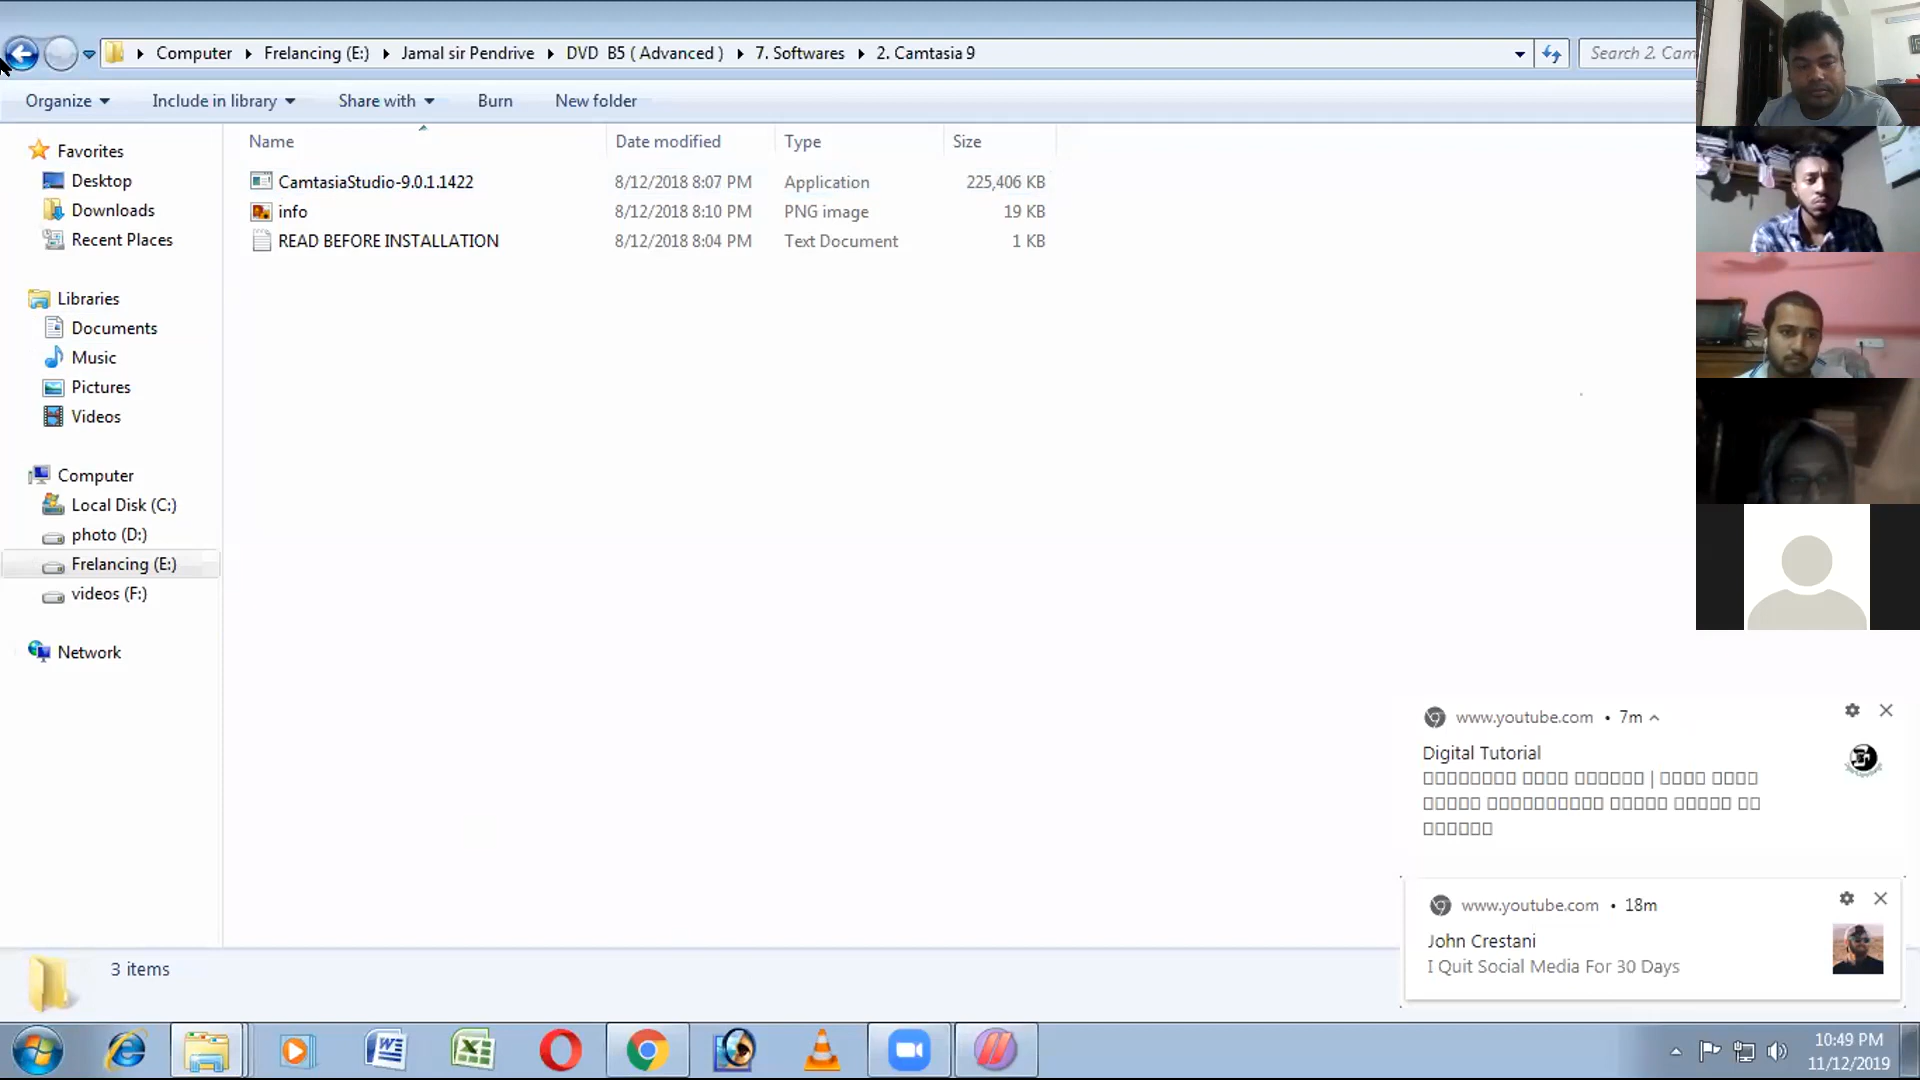 Computer Frelancing (E:) Jamal sir Pendrive DVD B5 ( Advanced ) 7. Softwares 2. Camtasia 9
Search 2. Cam
Organize Include in library Share with Burn New folder
Name Date modified Type Size
CamtasiaStudio-9.0.1.1422 8/12/2018 8:07 PM Application 225,406 KB
info 8/12/2018 8:10 PM PNG image 19 KB
READ BEFORE INSTALLATION 8/12/2018 8:04 PM Text Document 1 KB
Favorites
Desktop
Downloads
Recent Places
Libraries
Documents
Music
Pictures
Videos
Computer
Local Disk (C:)
photo (D:)
Frelancing (E:)
videos (F:)
Network
www.youtube.com • 7m
Digital Tutorial
www.youtube.com • 18m
John Crestani
I Quit Social Media For 30 Days
3 items
10:49 PM
11/12/2019